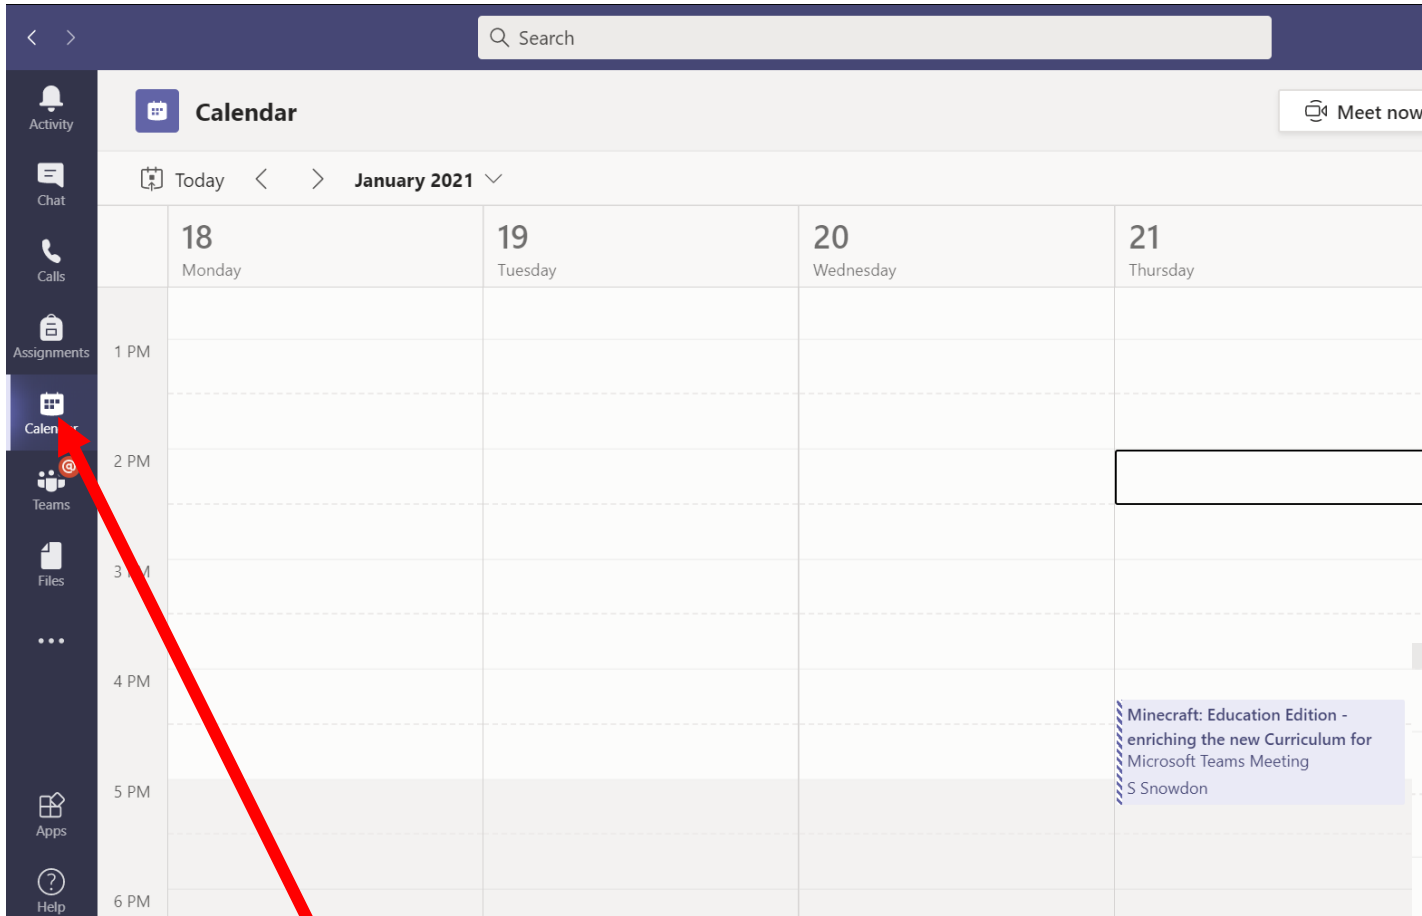 Search
Activity
Chat
Calls
Assignments
Teams
Files
Apps
Help
Calendar
Meet now
Today
January 2021
18
Monday
19
Tuesday
20
Wednesday
21
Thursday
1 PM
2 PM
4 PM
5 PM
6 PM
Minecraft: Education Edition -
enriching the new Curriculum for
Microsoft Teams Meeting
S Snowdon